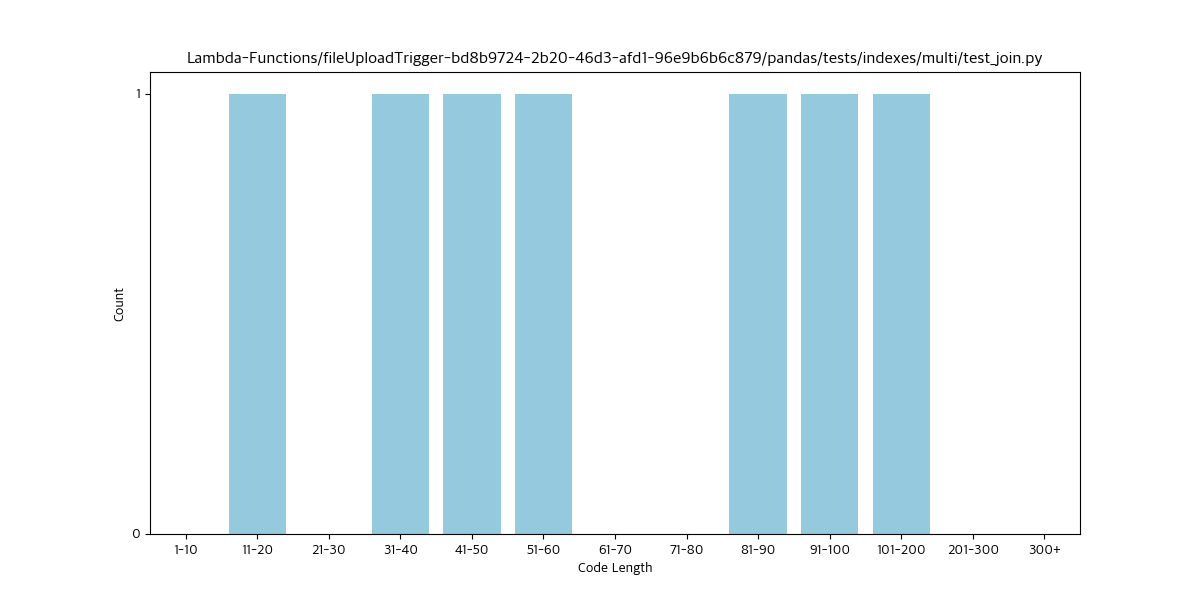 Lambda-Functions/fileUploadTrigger-bd8b9724-2b20-46d3-afd1-96e9b6b6c879/pandas/tests/indexes/multi/test_join.py
1
Count
0
1-10 11-20 21-30 31-40 41-50 51-60 61-70 71-80 81-90 91-100 101-200 201-300 300+
Code Length